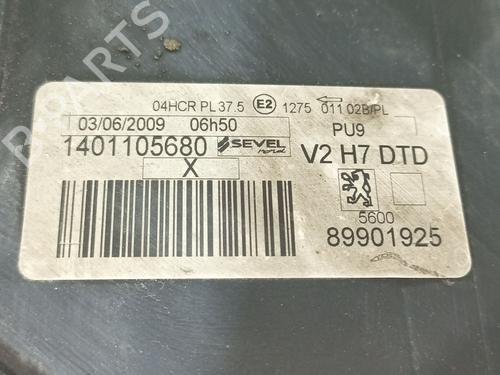 B-PARTS
04HCR PL 37.5 E2 1275 011 02B/PL
03/06/2009 06h50 PU9
1401105680 SEVEL V2 H7 DTD
X
5600
89901925